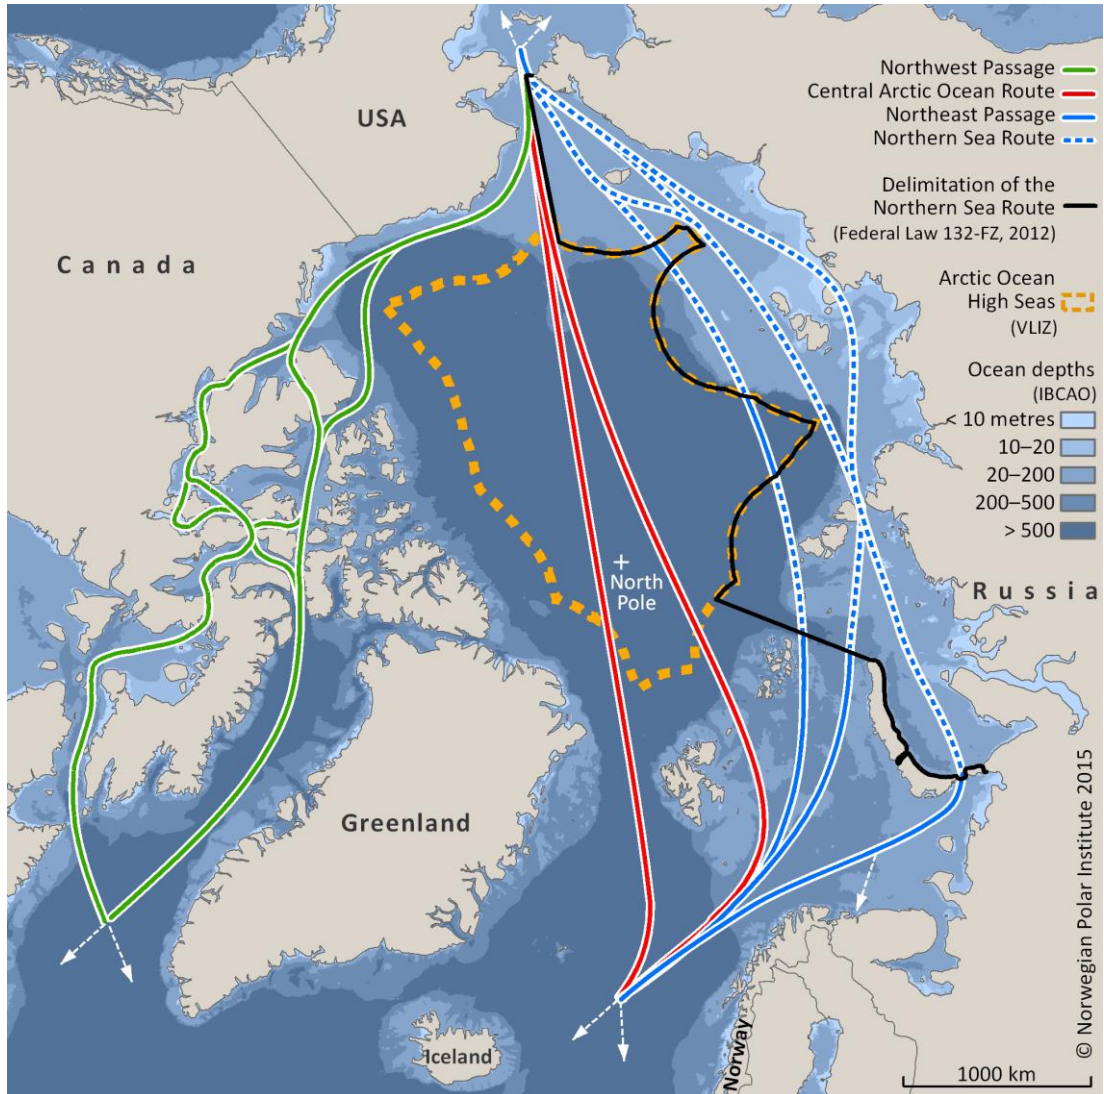 USA
C a n a d a
North
Pole
R u s s i a
Greenland
Iceland
Norway
Northwest Passage
Central Arctic Ocean Route
Northeast Passage
Northern Sea Route
Delimitation of the
Northern Sea Route
(Federal Law 132-FZ, 2012)
Arctic Ocean
High Seas
(VLIZ)
Ocean depths
(IBCAO)
< 10 metres
10–20
20–200
200–500
> 500
© Norwegian Polar Institute 2015
1000 km